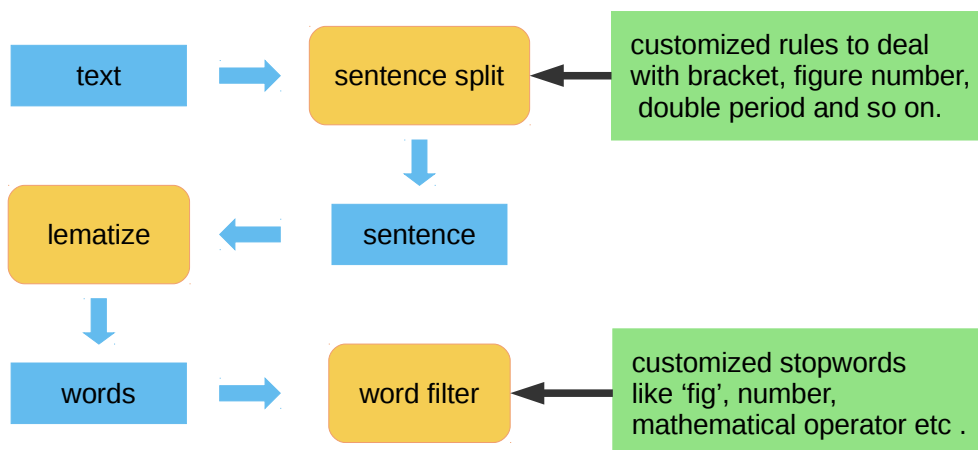 text
sentence split
customized rules to deal
with bracket, figure number,
double period and so on.
lematize
sentence
words
word filter
customized stopwords
like ‘fig’, number,
mathematical operator etc .